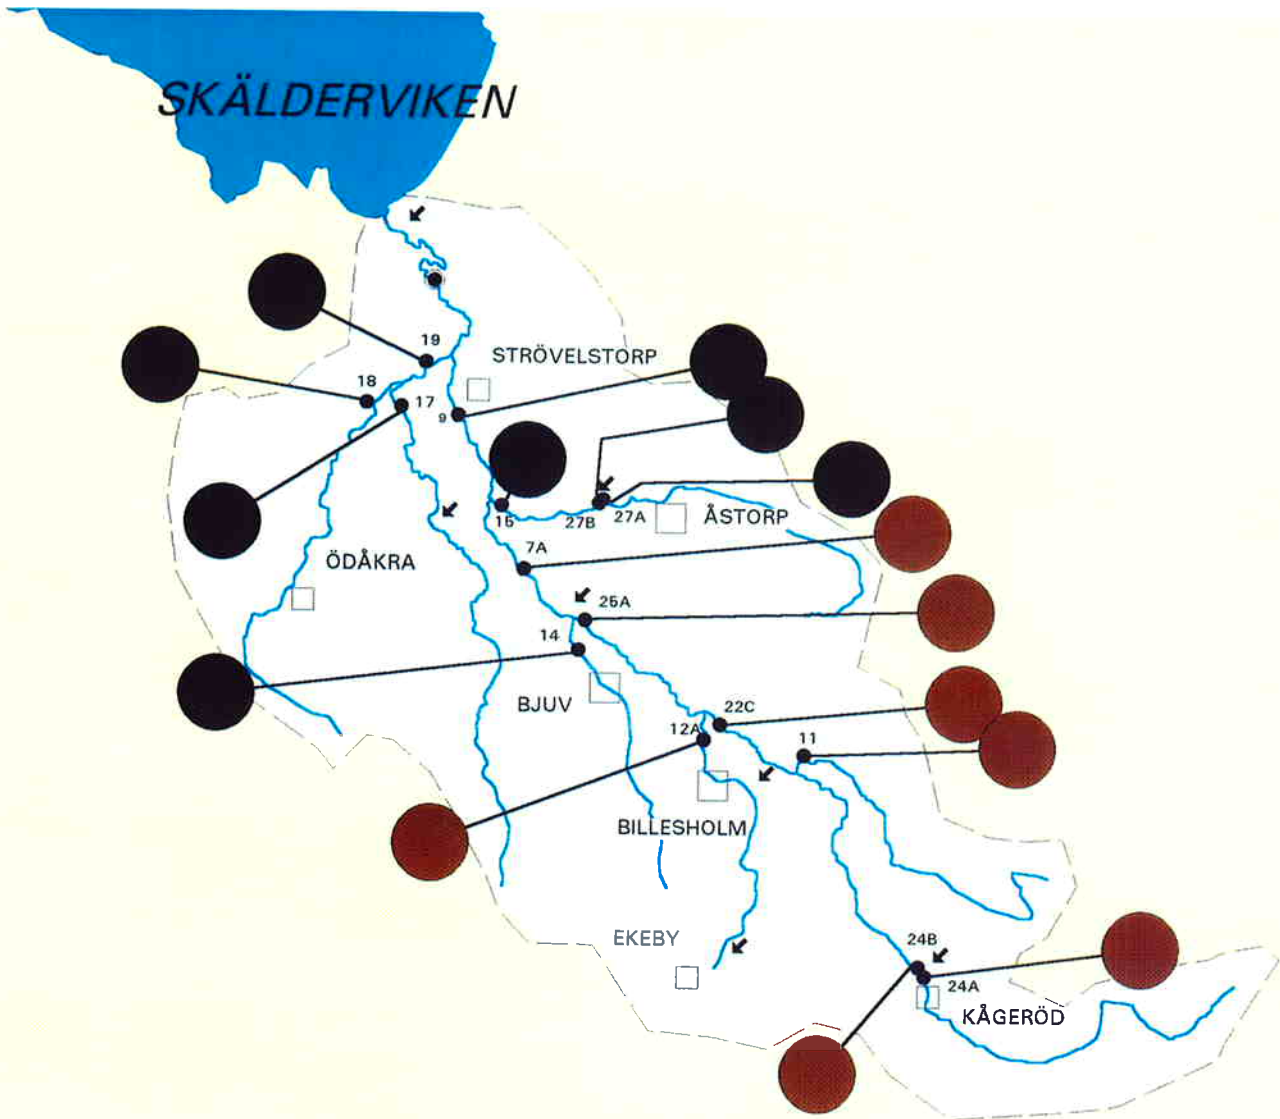 SKÄLDERVIKEN
19
STRÖVELSTORP
18
17
9
15
27B
27A
ÅSTORP
7A
ÖDÅKRA
25A
14
BJUV
22C
12A
11
BILLESHOLM
EKEBY
24B
24A
KÅGERÖD